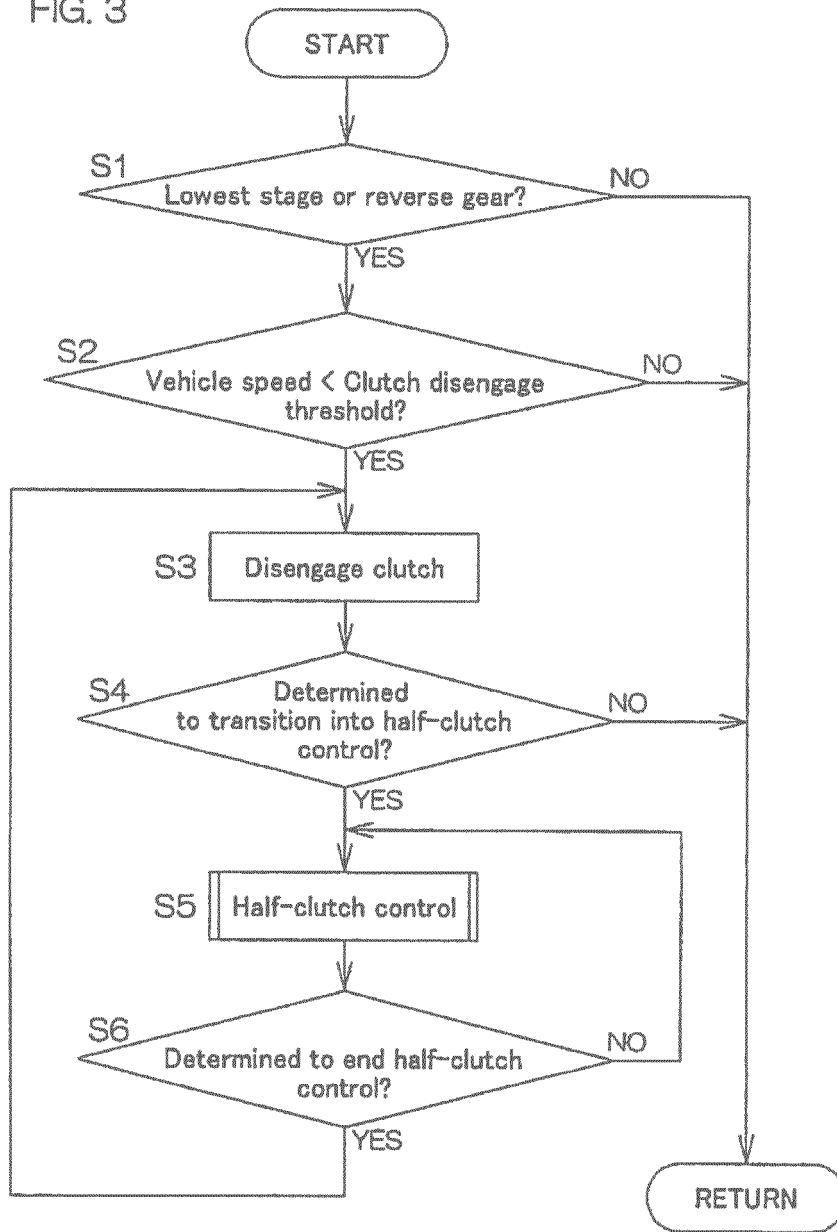 FIG. 3
START
S1
Lowest stage or reverse gear?
NO
YES
S2
Vehicle speed < Clutch disengage
threshold?
NO
YES
S3
Disengage clutch
S4
Determined
to transition into half-clutch
control?
NO
YES
S5
Half-clutch control
S6
Determined to end half-clutch
control?
NO
YES
RETURN